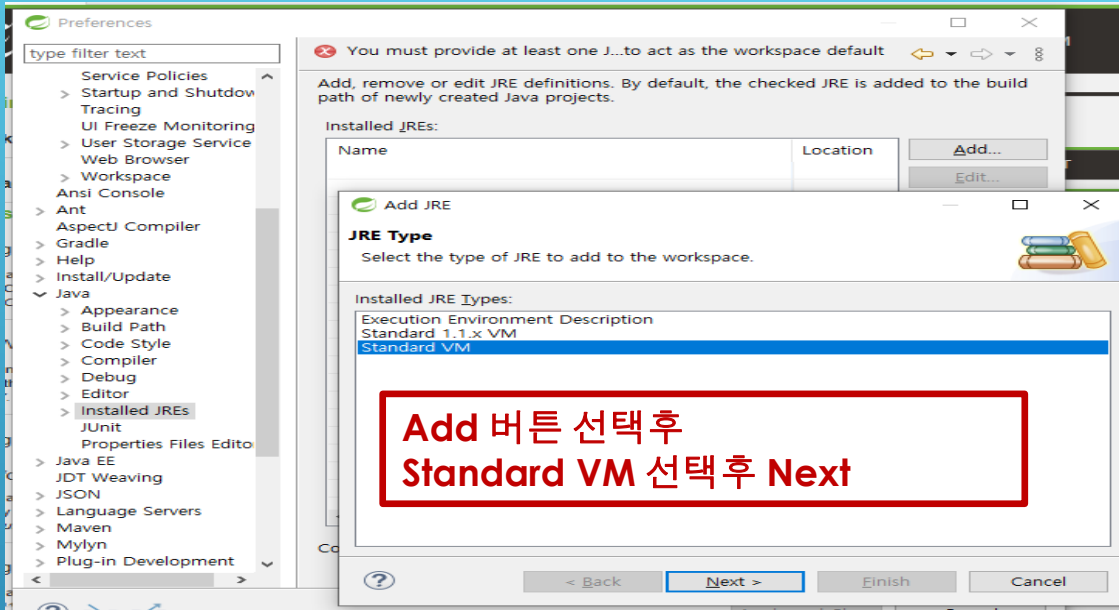 Preferences
type filter text
You must provide at least one J...to act as the workspace default
Service Policies
Startup and Shutdow
Tracing
UI Freeze Monitoring
User Storage Service
Web Browser
Workspace
Ansi Console
Ant
AspectJ Compiler
Gradle
Help
Install/Update
Java
Appearance
Build Path
Code Style
Compiler
Debug
Editor
Installed JREs
JUnit
Properties Files Edito
Java EE
JDT Weaving
JSON
Language Servers
Maven
Mylyn
Plug-in Development
Add, remove or edit JRE definitions. By default, the checked JRE is added to the build
path of newly created Java projects.
Installed JREs:
Name Location
Add...
Edit...
Add JRE
JRE Type
Select the type of JRE to add to the workspace.
Installed JRE Types:
Execution Environment Description
Standard 1.1.x VM
Standard VM
Add 버튼 선택후
Standard VM 선택후 Next
Co
< Back Next > Finish Cancel